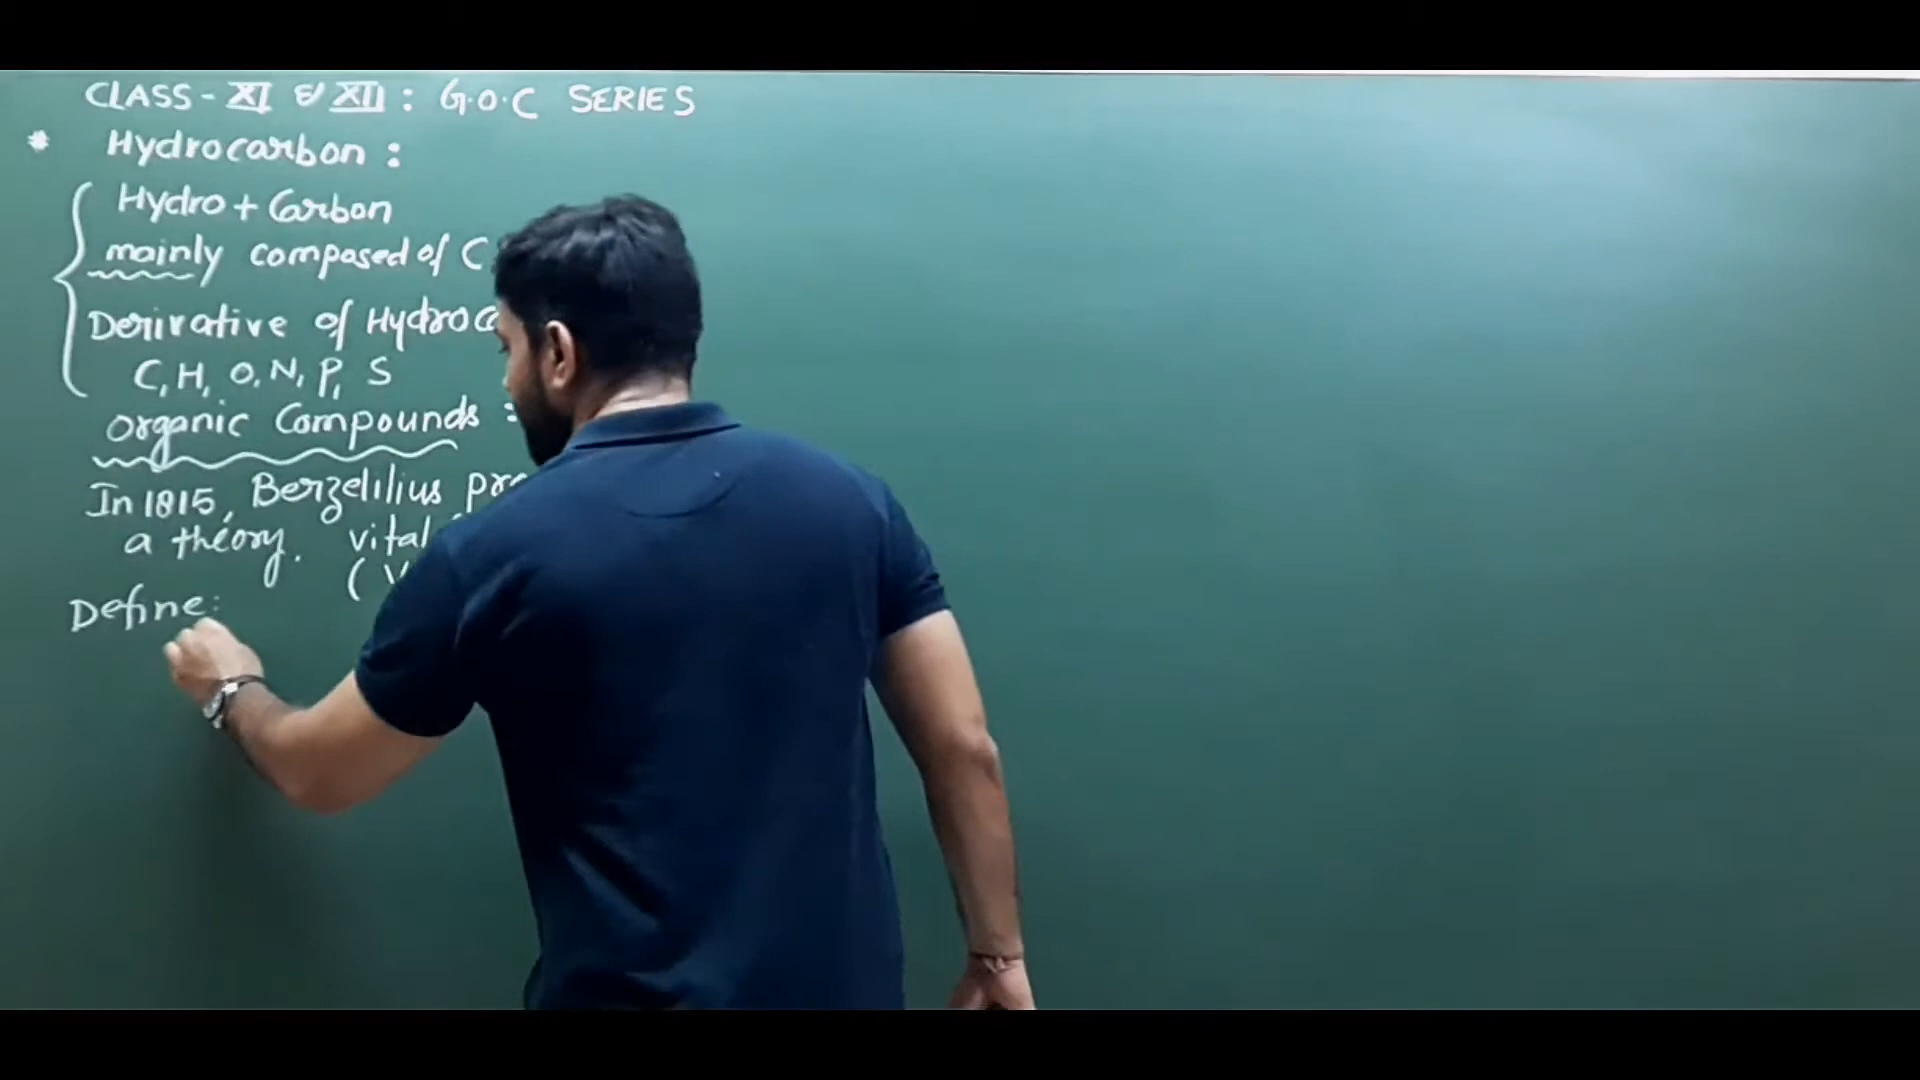 CLASS - XI & XII : G.O.C SERIES
* Hydrocarbon :
Hydro + Carbon
mainly composed of C
Derivative of Hydroc
C, H, O, N, P, S
organic Compounds :
In 1815, Berzelilius pro
a theory. vital
( V
Define: